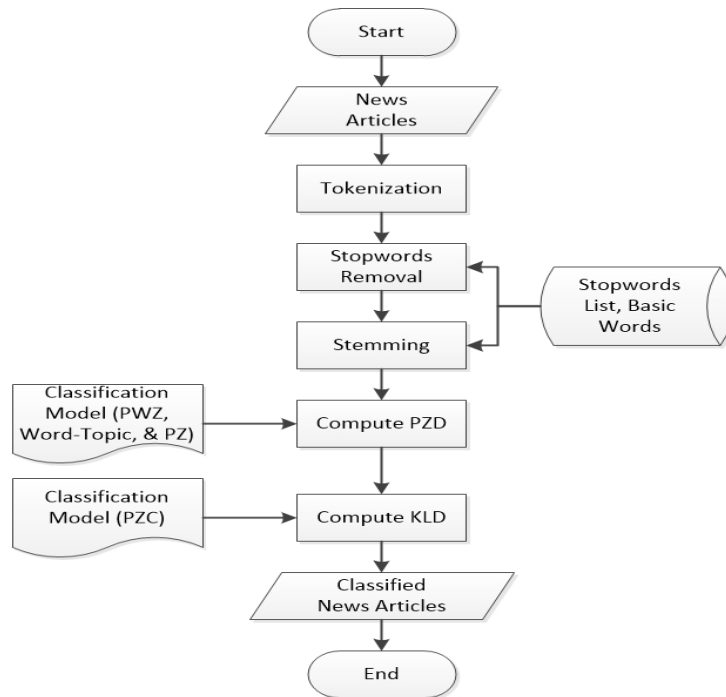 Start
News
Articles
Tokenization
Stopwords
Removal
Stopwords
List, Basic
Words
Stemming
Classification
Model (PWZ,
Word-Topic, & PZ)
Compute PZD
Classification
Model (PZC)
Compute KLD
Classified
News Articles
End